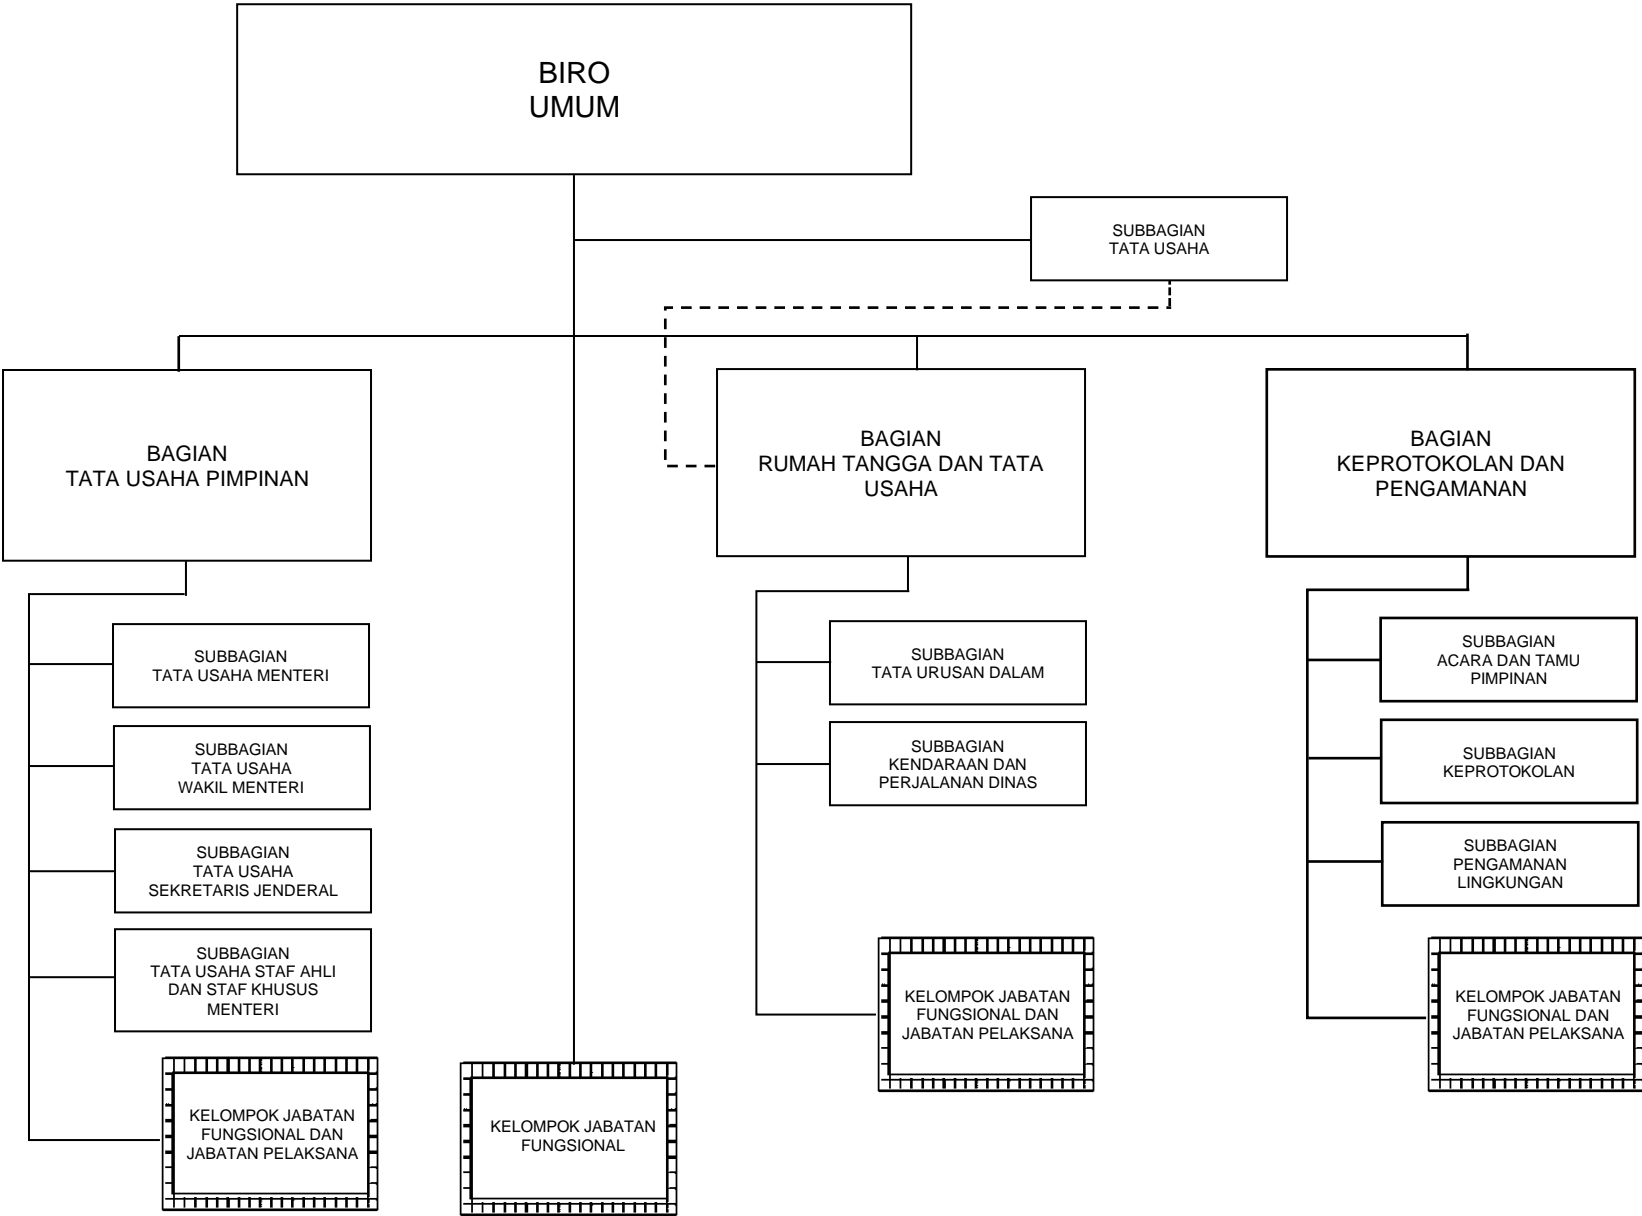 BIRO
UMUM
SUBBAGIAN
TATA USAHA
BAGIAN
TATA USAHA PIMPINAN
BAGIAN
RUMAH TANGGA DAN TATA
USAHA
BAGIAN
KEPROTOKOLAN DAN
PENGAMANAN
SUBBAGIAN
TATA USAHA MENTERI
SUBBAGIAN
TATA USAHA
WAKIL MENTERI
SUBBAGIAN
TATA USAHA
SEKRETARIS JENDERAL
SUBBAGIAN
TATA USAHA STAF AHLI
DAN STAF KHUSUS
MENTERI
KELOMPOK JABATAN
FUNGSIONAL DAN
JABATAN PELAKSANA
KELOMPOK JABATAN
FUNGSIONAL
SUBBAGIAN
TATA URUSAN DALAM
SUBBAGIAN
KENDARAAN DAN
PERJALANAN DINAS
KELOMPOK JABATAN
FUNGSIONAL DAN
JABATAN PELAKSANA
SUBBAGIAN
ACARA DAN TAMU
PIMPINAN
SUBBAGIAN
KEPROTOKOLAN
SUBBAGIAN
PENGAMANAN
LINGKUNGAN
KELOMPOK JABATAN
FUNGSIONAL DAN
JABATAN PELAKSANA